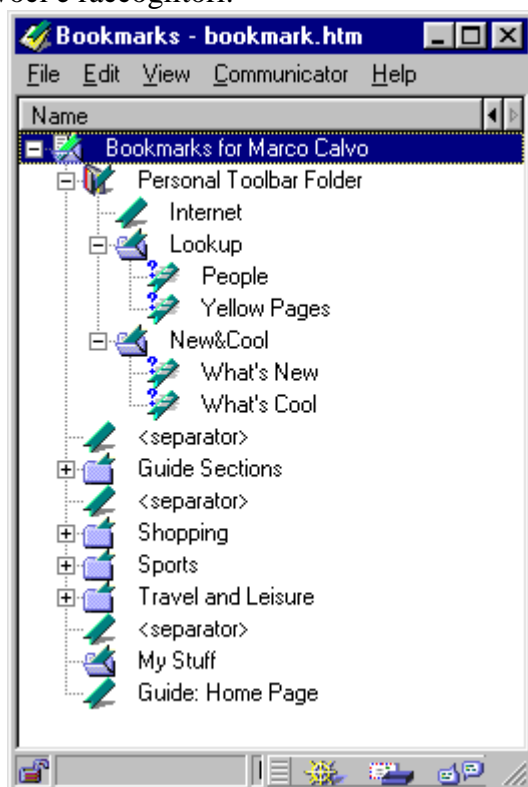 voci e raccoglitori.
Bookmarks - bookmark.htm
File Edit View Communicator Help
Name
Bookmarks for Marco Calvo
Personal Toolbar Folder
Internet
Lookup
People
Yellow Pages
New&Cool
What's New
What's Cool
<separator>
Guide Sections
<separator>
Shopping
Sports
Travel and Leisure
<separator>
My Stuff
Guide: Home Page